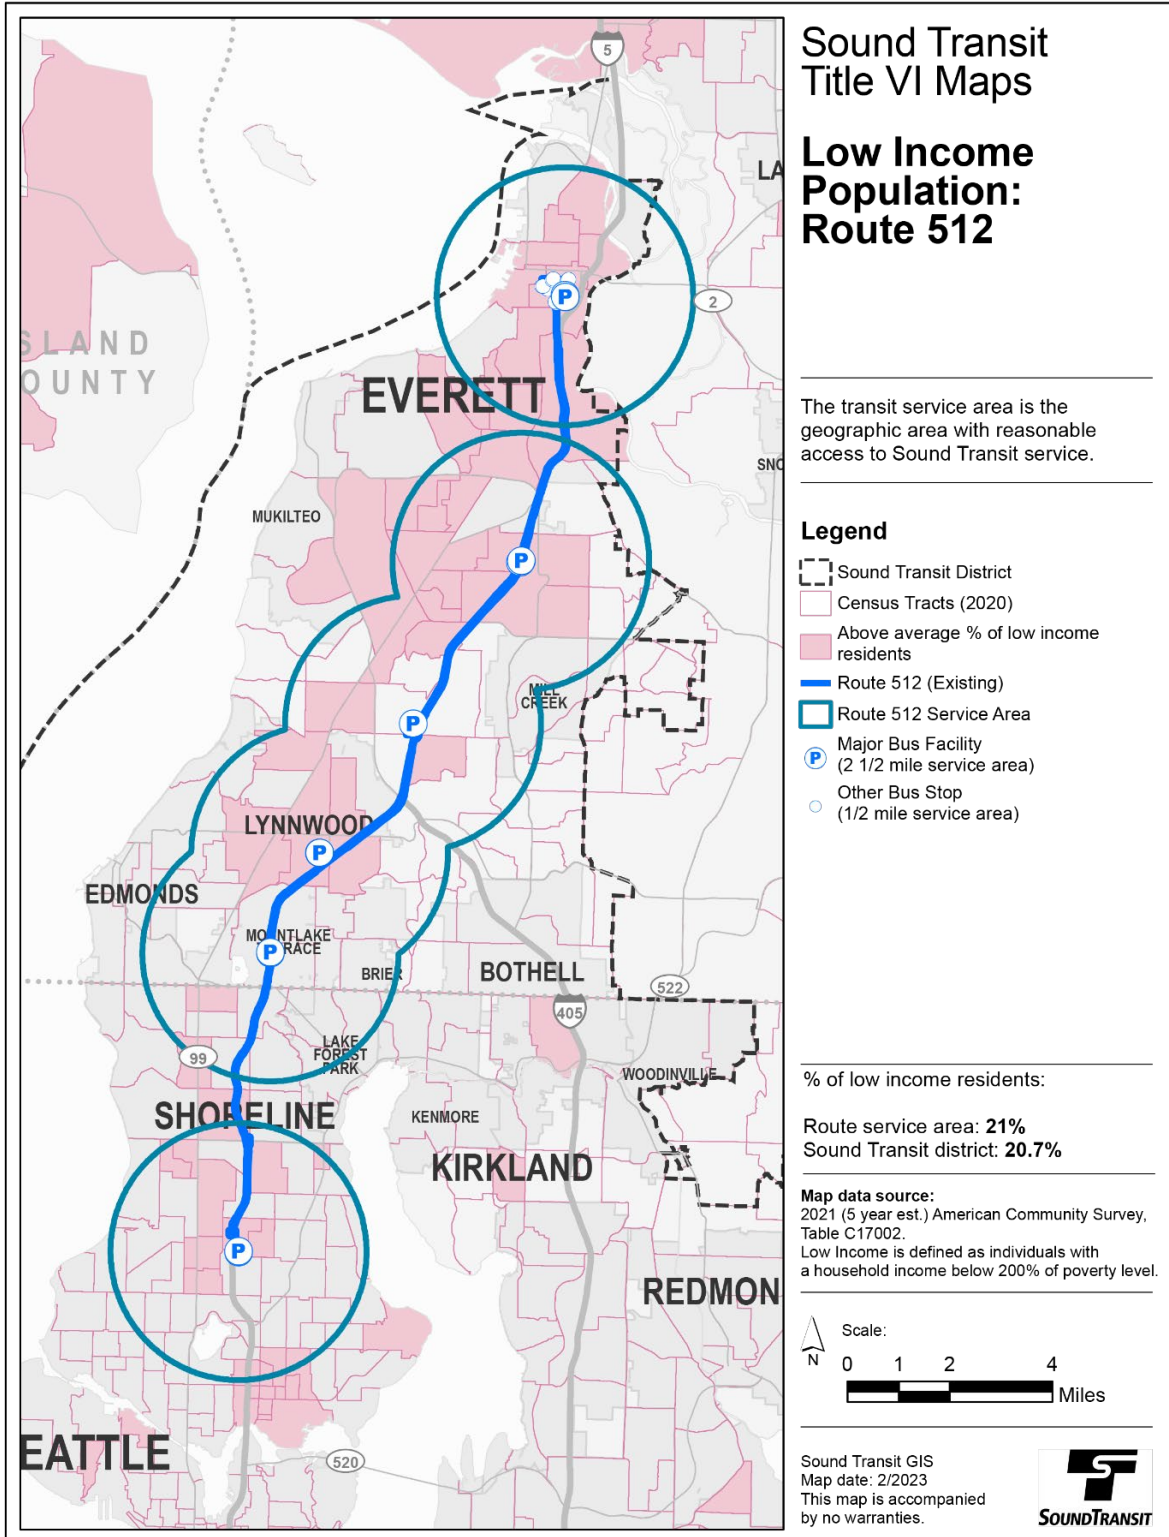 Sound Transit
Title VI Maps
Low Income
Population:
Route 512
The transit service area is the
geographic area with reasonable
access to Sound Transit service.
Legend
Sound Transit District
Census Tracts (2020)
Above average % of low income
residents
Route 512 (Existing)
Route 512 Service Area
P
Major Bus Facility
(2 1/2 mile service area)
Other Bus Stop
(1/2 mile service area)
% of low income residents:
Route service area: 21%
Sound Transit district: 20.7%
Map data source:
2021 (5 year est.) American Community Survey,
Table C17002.
Low Income is defined as individuals with
a household income below 200% of poverty level.
N
Scale:
0 1 2 4
Miles
Sound Transit GIS
Map date: 2/2023
This map is accompanied
by no warranties.
SOUNDTRANSIT
5
LA
P
2
SLAND
OUNTY
EVERETT
SNO
MUKILTEO
P
MILL
CREEK
P
LYNNWOOD
P
EDMONDS
MOUNTLAKE
P
RRACE
BRIER
BOTHELL
522
405
99
LAKE
FOREST
PARK
WOODINVILLE
SHORELINE
KENMORE
KIRKLAND
P
REDMON
EATTLE
520